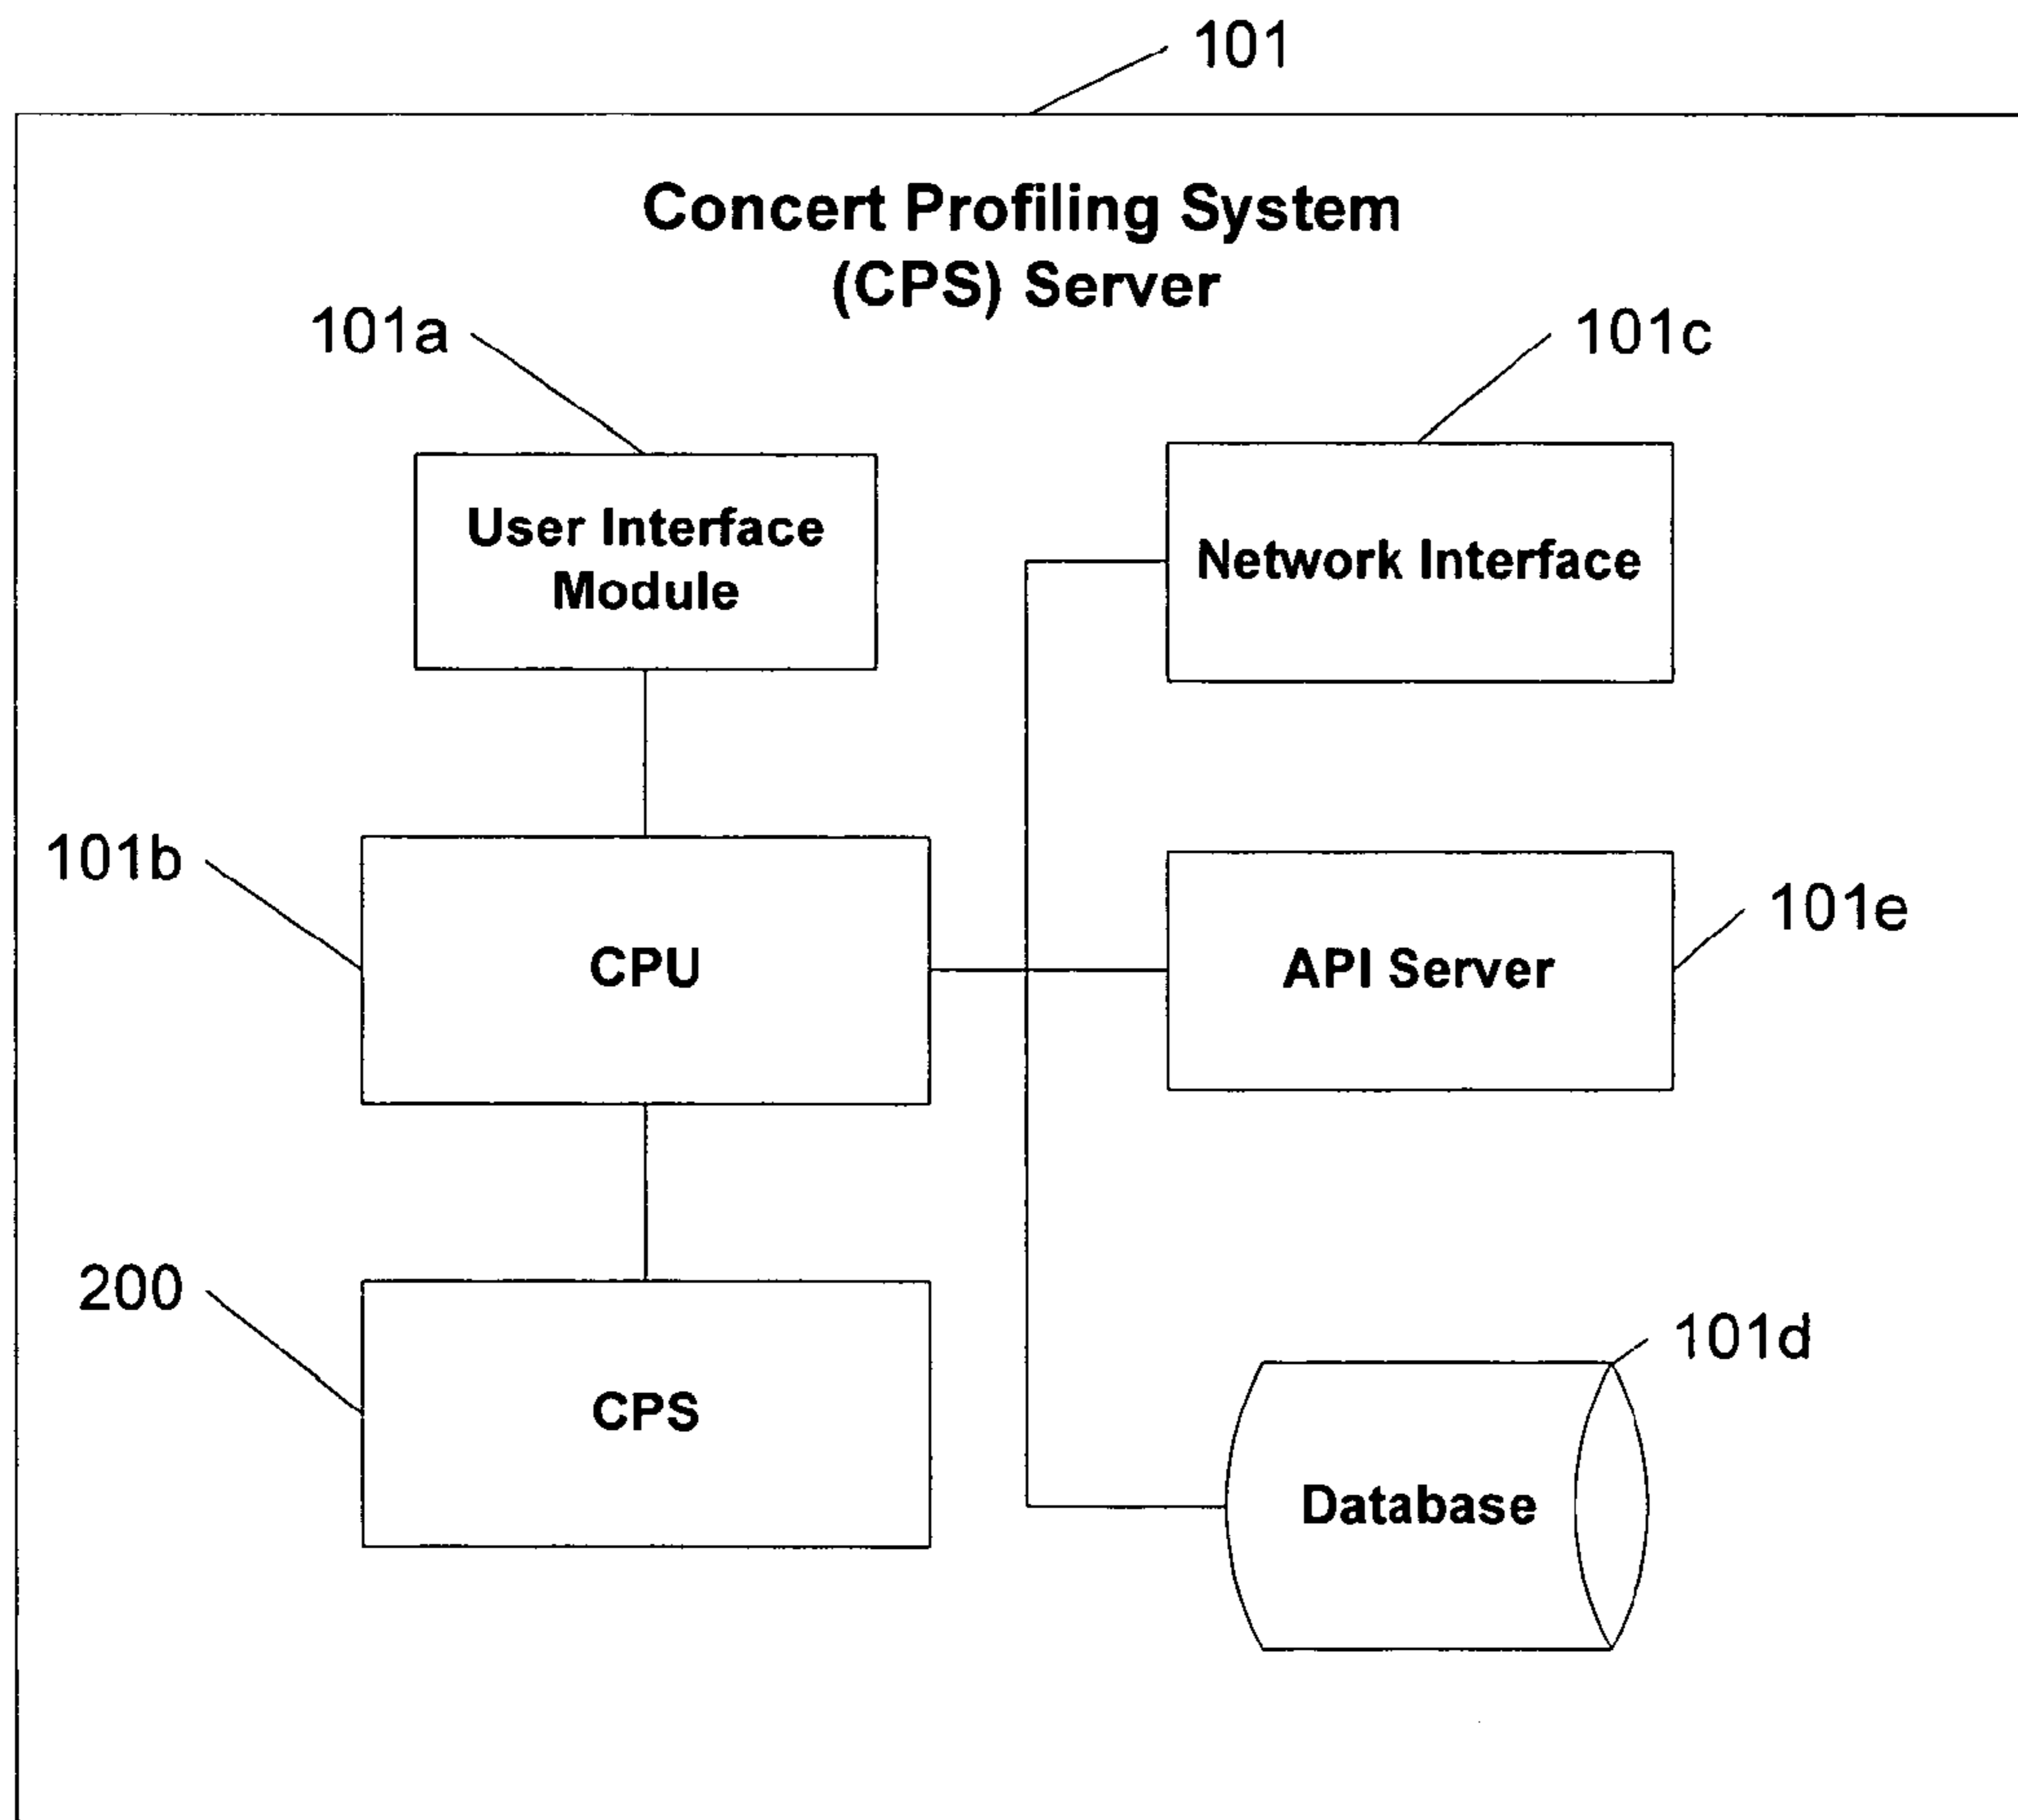 101
Concert Profiling System
(CPS) Server
101a
101c
User Interface
Module
Network Interface
101b
CPU
API Server
101e
200
CPS
101d
Database